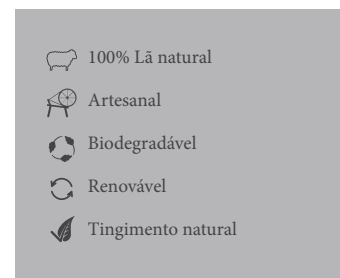 100% Lã natural
Artesanal
Biodegradável
Renovável
Tingimento natural